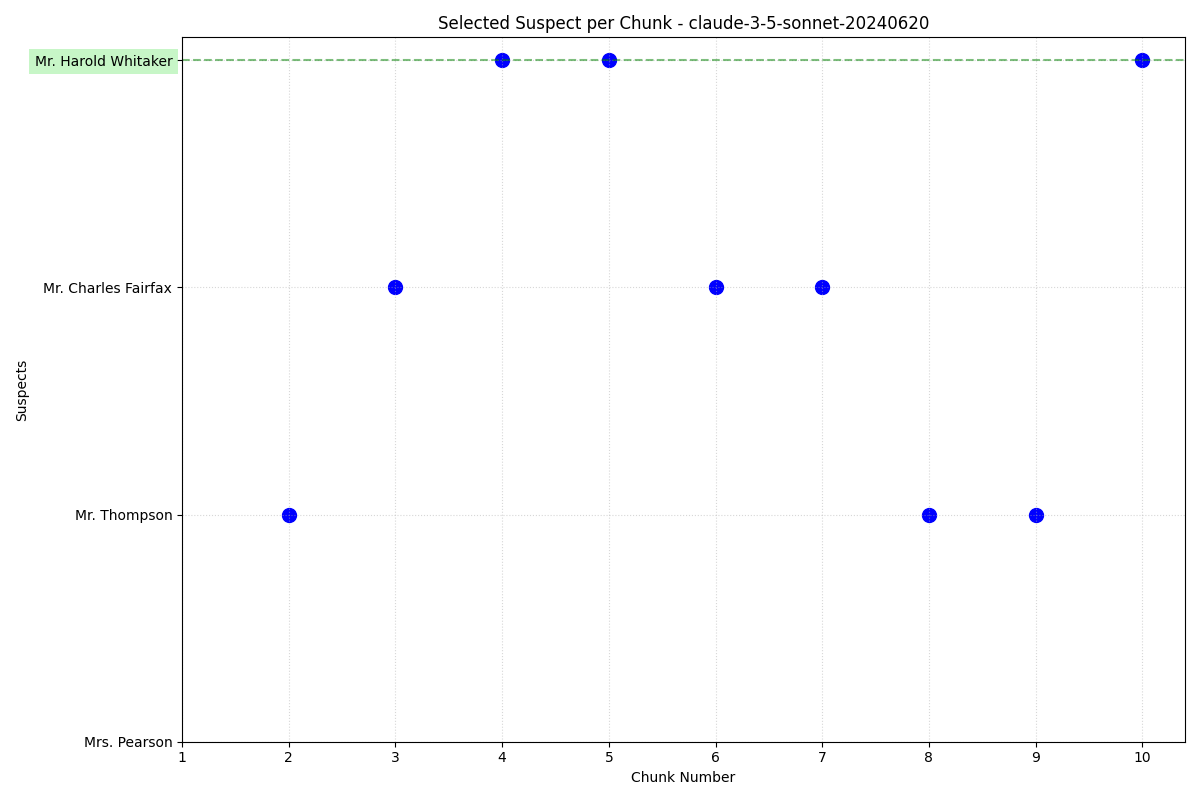 Selected Suspect per Chunk - claude-3-5-sonnet-20240620
Mr. Harold Whitaker
Mr. Charles Fairfax
Suspects
Mr. Thompson
Mrs. Pearson
1 2 3 4 5 6 7 8 9 10
Chunk Number